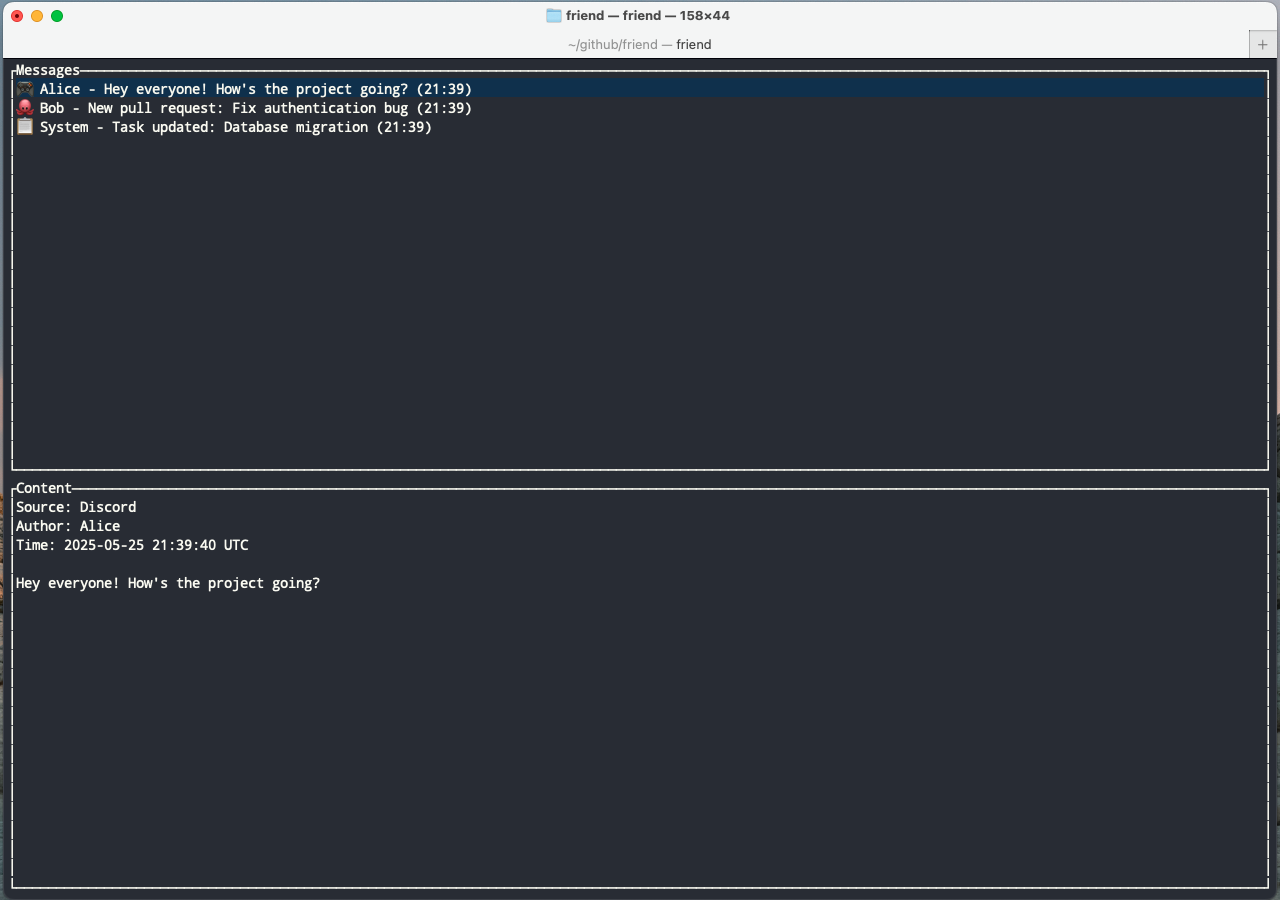 friend — friend — 158×44
~/github/friend — friend
+
Messages
🎮 Alice - Hey everyone! How's the project going? (21:39)
🐙 Bob - New pull request: Fix authentication bug (21:39)
📋 System - Task updated: Database migration (21:39)
Content
Source: Discord
Author: Alice
Time: 2025-05-25 21:39:40 UTC
Hey everyone! How's the project going?